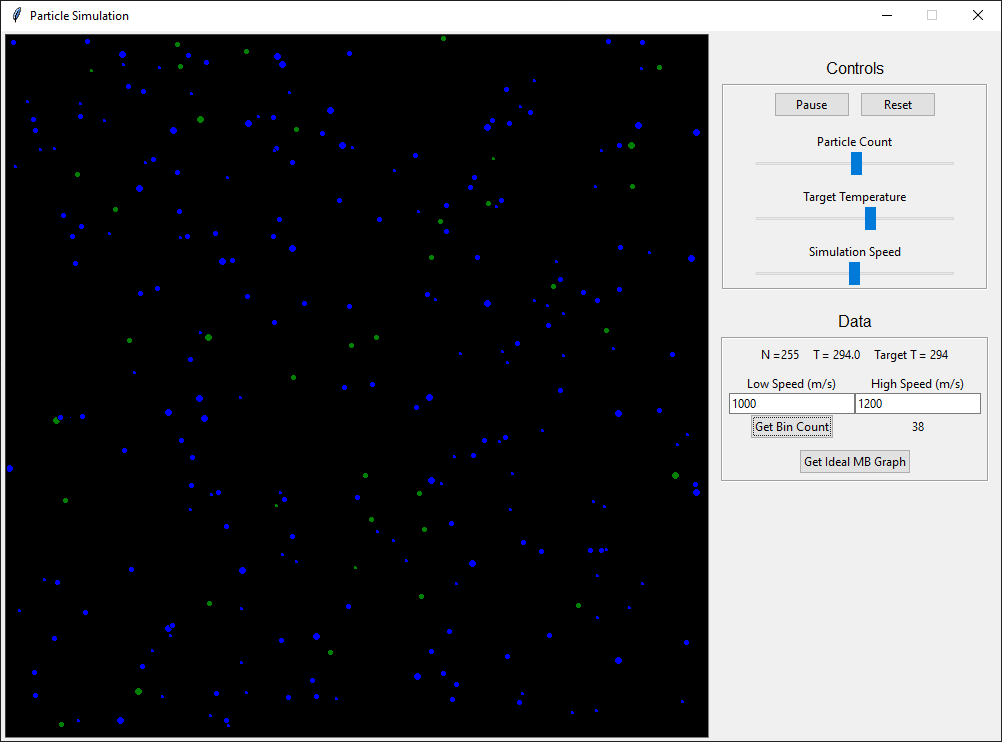 Particle Simulation
Controls
Pause Reset
Particle Count
Target Temperature
Simulation Speed
Data
N =255 T = 294.0 Target T = 294
Low Speed (m/s) High Speed (m/s)
1000 1200
Get Bin Count 38
Get Ideal MB Graph